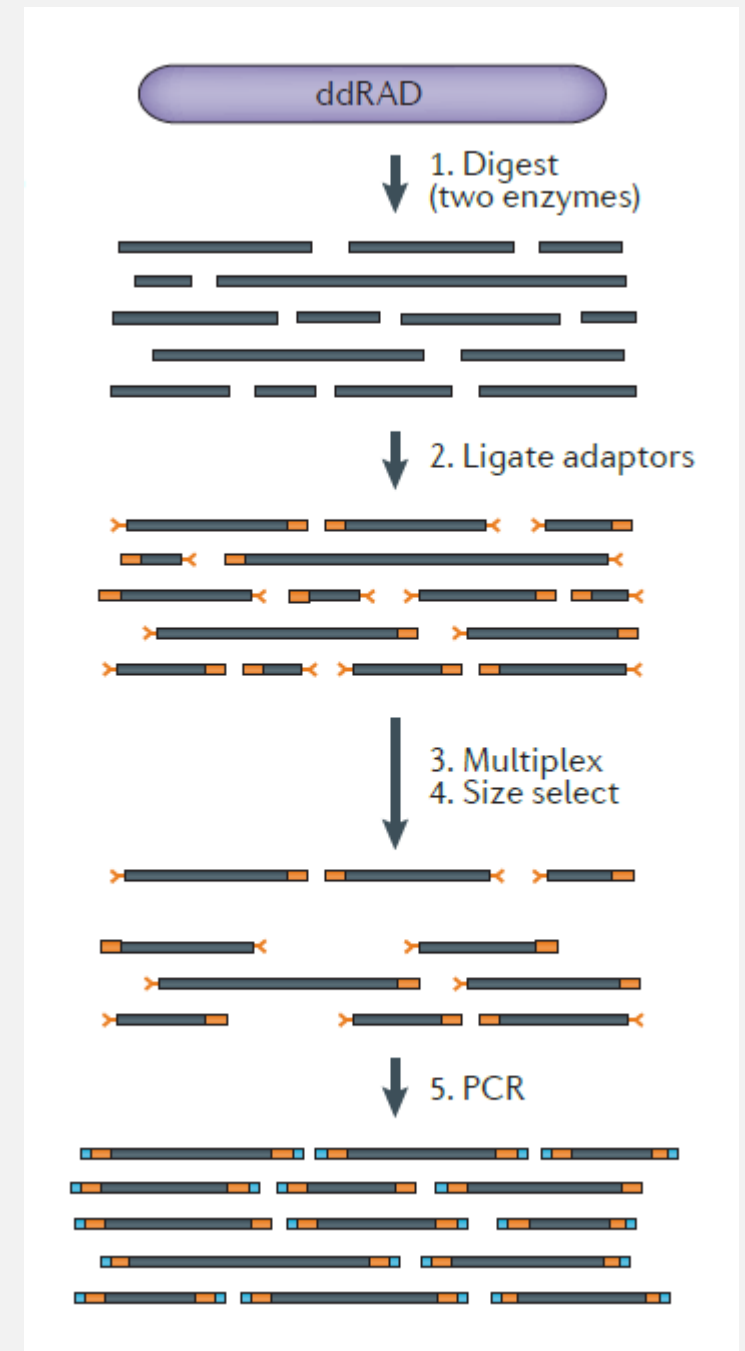 ddRAD
1. Digest
(two enzymes)
2. Ligate adaptors
3. Multiplex
4. Size select
5. PCR